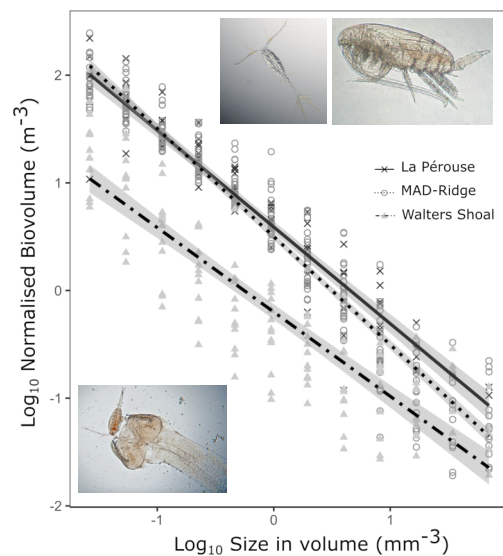 2
1
0
-1
-2
-1
0
1
Log10 Normalised Biovolume (m-3)
Log10 Size in volume (mm-3)
La Pérouse
MAD-Ridge
Walters Shoal